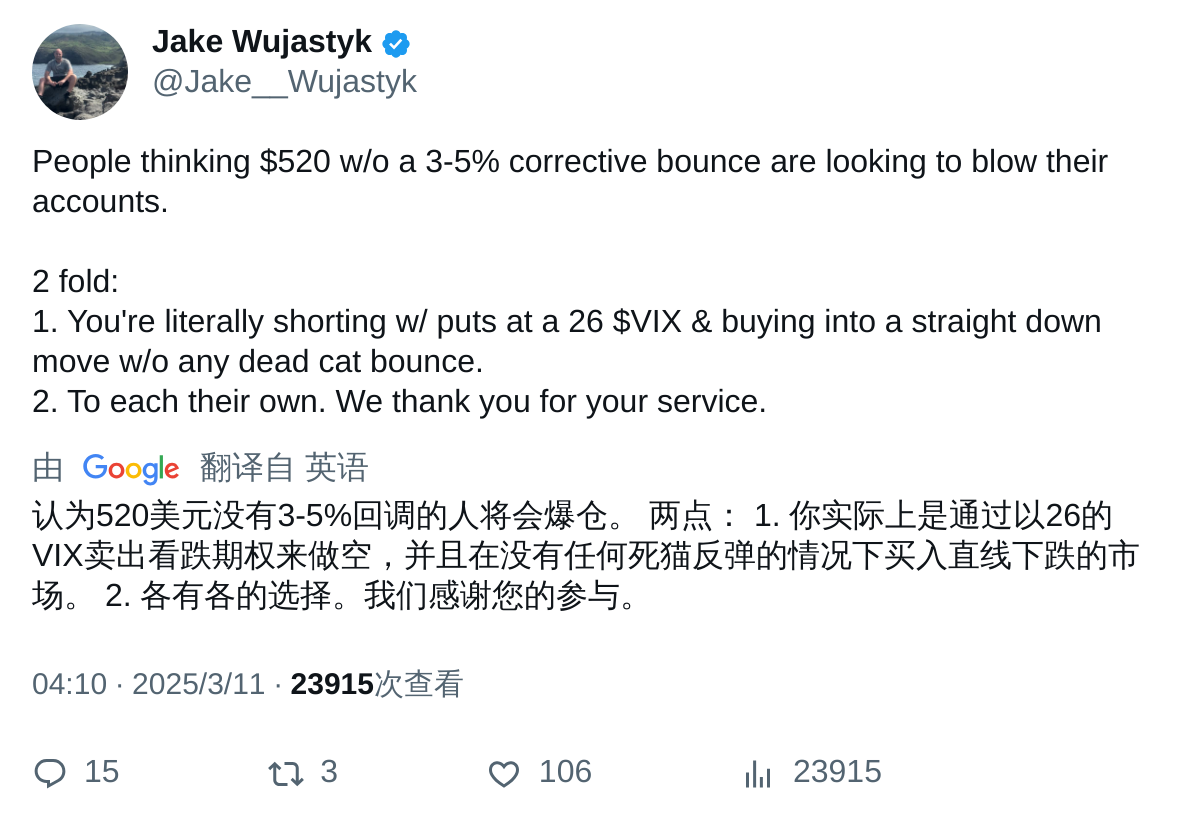 Jake Wujastyk
@Jake__Wujastyk
People thinking $520 w/o a 3-5% corrective bounce are looking to blow their
accounts.
2 fold:
1. You're literally shorting w/ puts at a 26 $VIX & buying into a straight down
move w/o any dead cat bounce.
2. To each their own. We thank you for your service.
由 Google 翻译自 英语
认为520美元没有3-5%回调的人将会爆仓。 两点： 1. 你实际上是通过以26的
VIX卖出看跌期权来做空，并且在没有任何死猫反弹的情况下买入直线下跌的市
场。 2. 各有各的选择。我们感谢您的参与。
04:10 · 2025/3/11 · 23915次查看
15 3 106 23915